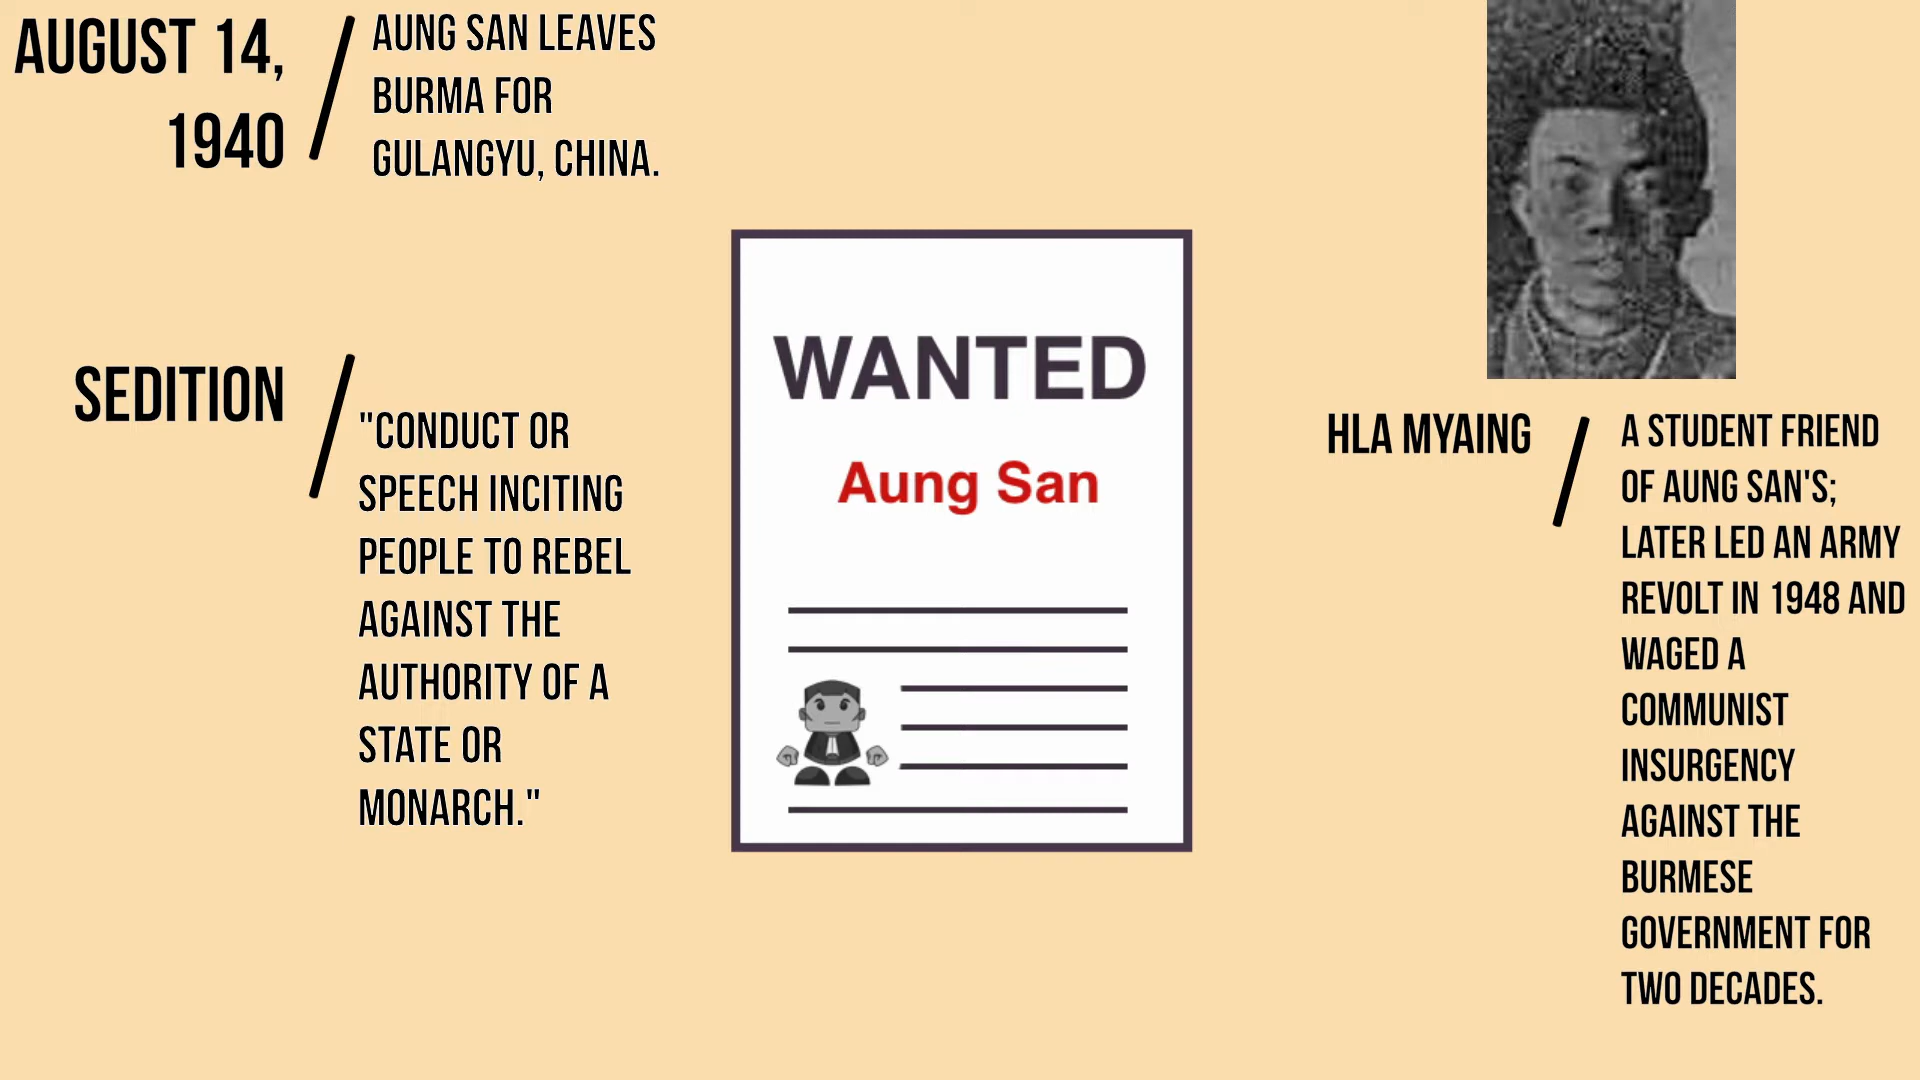 AUGUST 14,
1940
AUNG SAN LEAVES
BURMA FOR
GULANGYU, CHINA.
SEDITION
"CONDUCT OR
SPEECH INCITING
PEOPLE TO REBEL
AGAINST THE
AUTHORITY OF A
STATE OR
MONARCH."
WANTED
Aung San
HLA MYAING
A STUDENT FRIEND
OF AUNG SAN'S;
LATER LED AN ARMY
REVOLT IN 1948 AND
WAGED A
COMMUNIST
INSURGENCY
AGAINST THE
BURMESE
GOVERNMENT FOR
TWO DECADES.